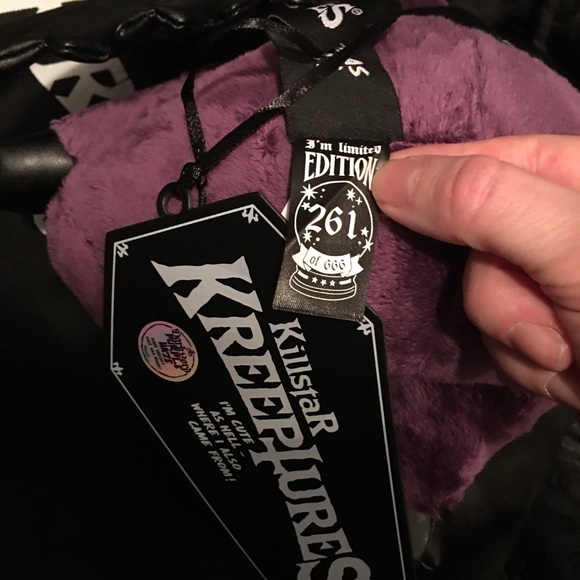 I'm limited
EDITION
261
of 666
Killstar
KREEPTURES
I'M CUTE
AS HELL -
WHERE I ALSO
CAME FROM!